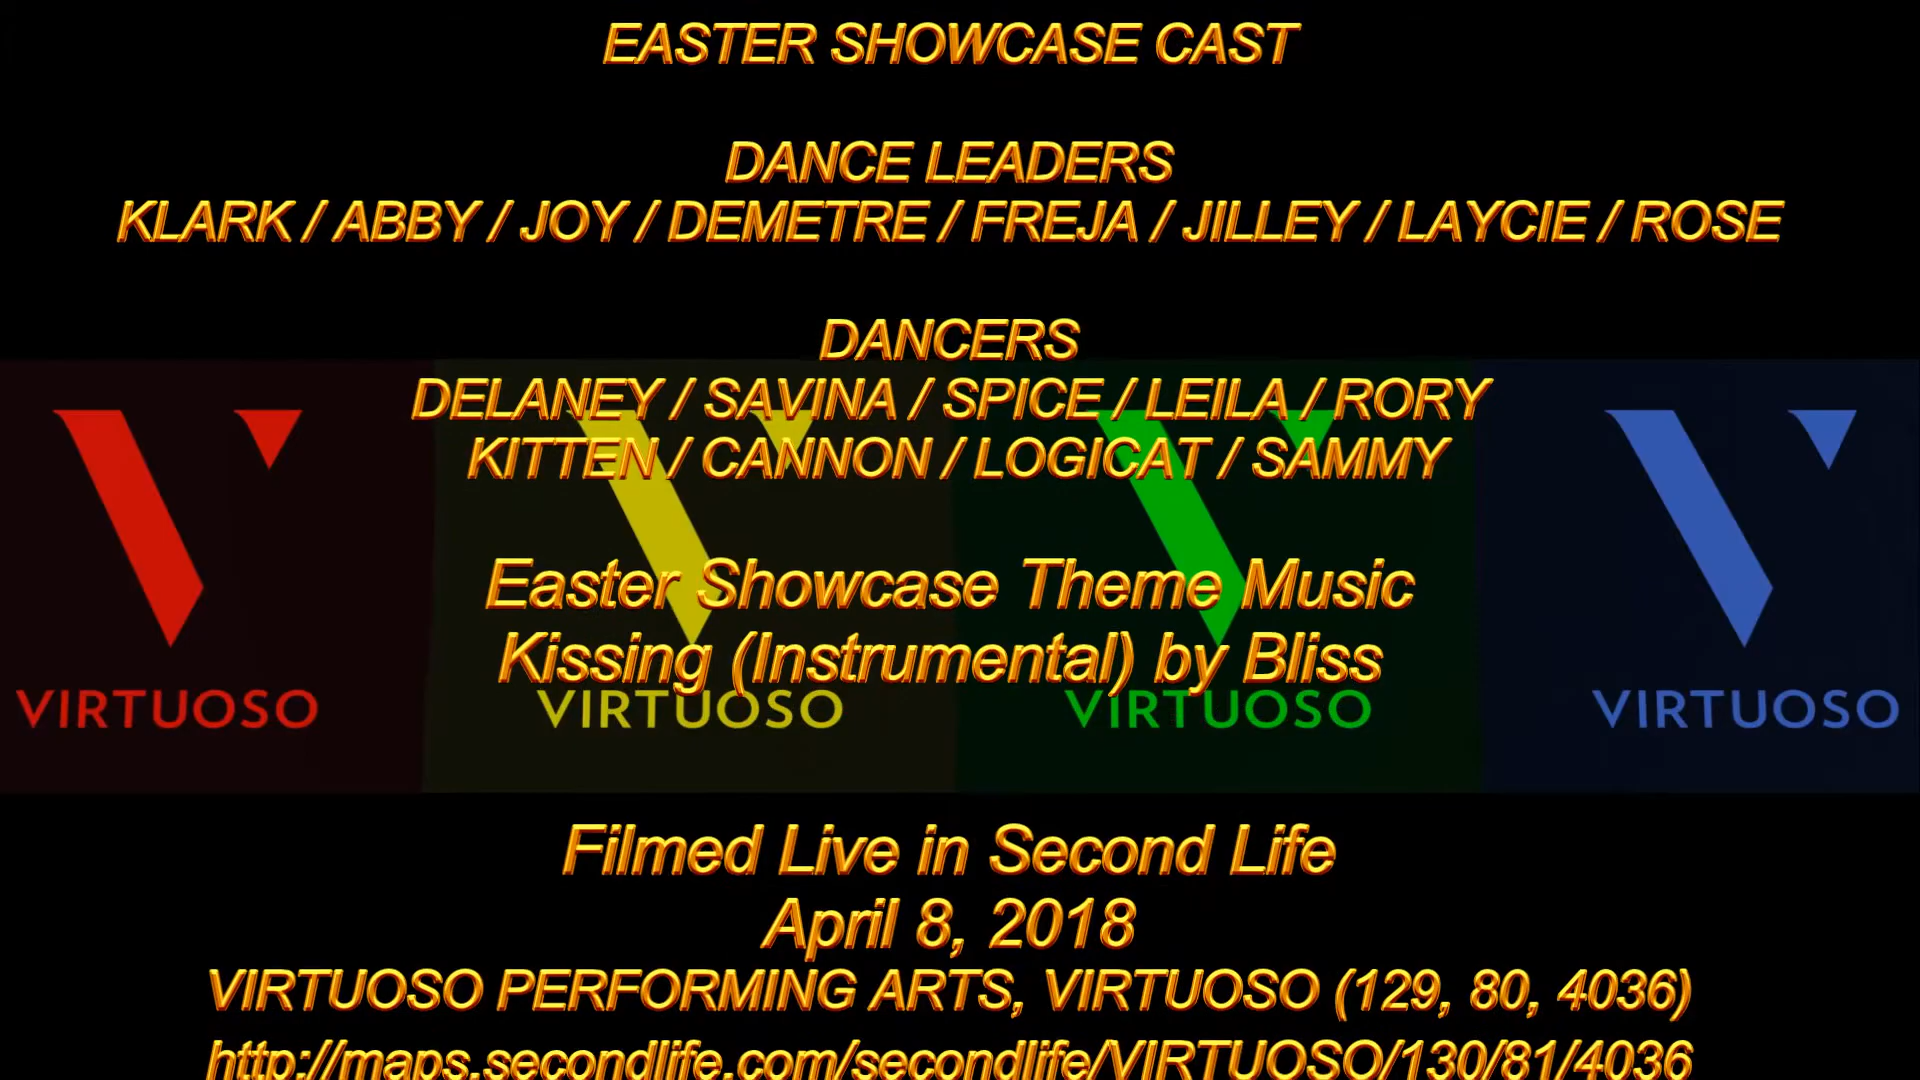 EASTER SHOWCASE CAST
DANCE LEADERS
KLARK / ABBY / JOY / DEMETRE / FREJA / JILLEY / LAYCIE / ROSE
DANCERS
DELANEY / SAVINA / SPICE / LEILA / RORY
KITTEN / CANNON / LOGICAT / SAMMY
Easter Showcase Theme Music
Kissing (Instrumental) by Bliss
VIRTUOSO VIRTUOSO VIRTUOSO VIRTUOSO
Filmed Live in Second Life
April 8, 2018
VIRTUOSO PERFORMING ARTS, VIRTUOSO (129, 80, 4036)
http://maps.secondlife.com/secondlife/VIRTUOSO/130/81/4036